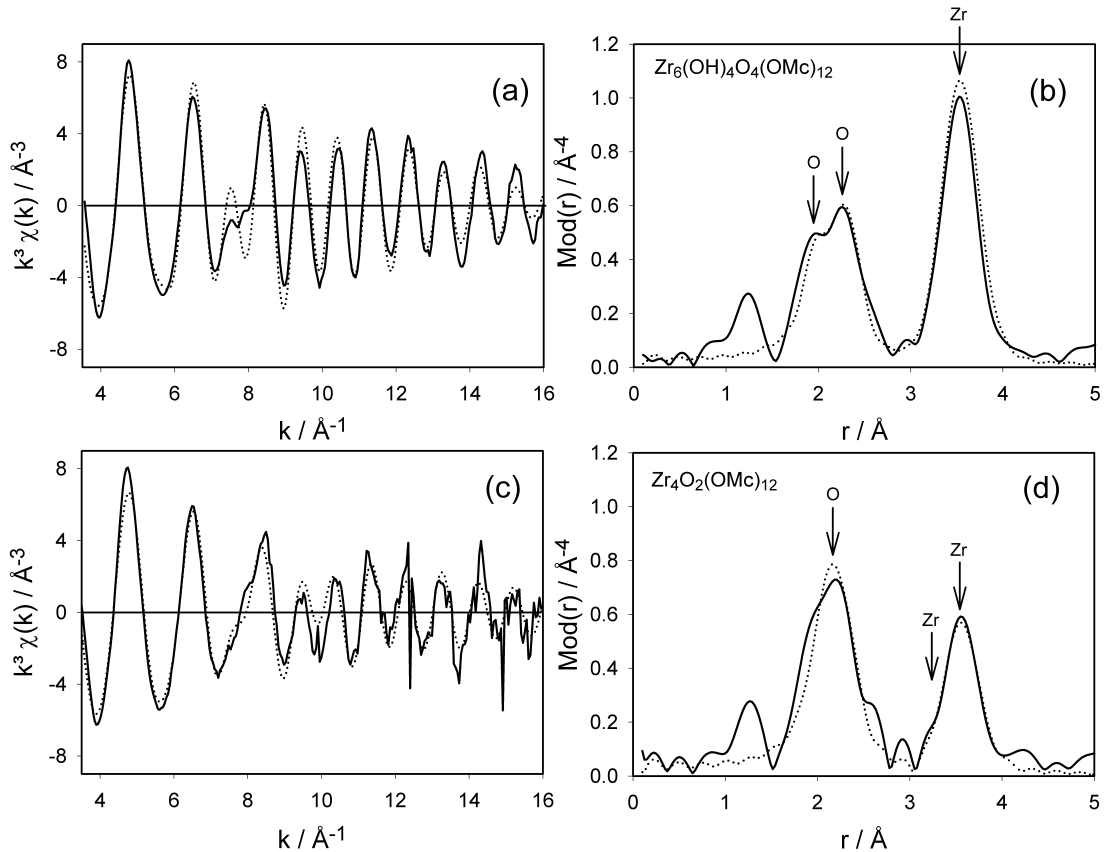 (a)
8
4
0
-4
-8
k³ χ(k) / Å⁻³
4 6 8 10 12 14 16
k / Å⁻¹
Zr
Zr₆(OH)₄O₄(OMc)₁₂
(b)
O
O
1.2
1.0
0.8
0.6
0.4
0.2
0.0
Mod(r) / Å⁻⁴
0 1 2 3 4 5
r / Å
(c)
8
4
0
-4
-8
k³ χ(k) / Å⁻³
4 6 8 10 12 14 16
k / Å⁻¹
Zr₄O₂(OMc)₁₂
(d)
O
Zr
Zr
1.2
1.0
0.8
0.6
0.4
0.2
0.0
Mod(r) / Å⁻⁴
0 1 2 3 4 5
r / Å